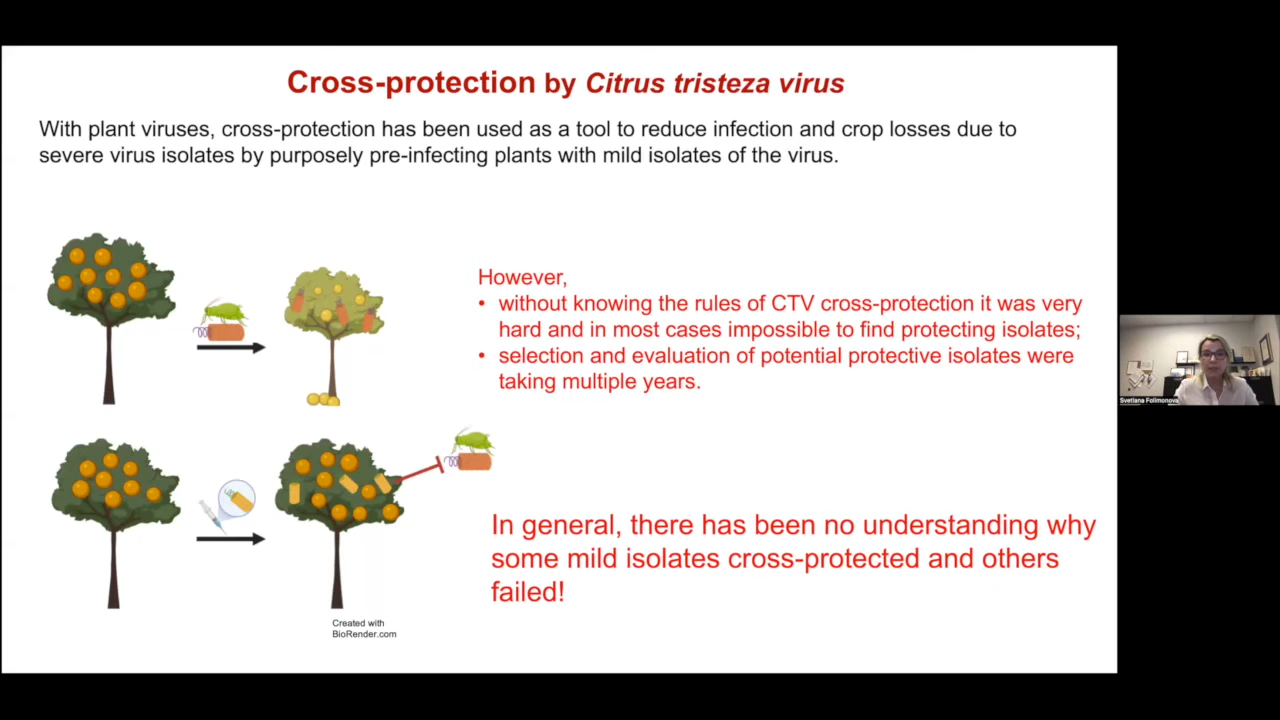 Cross-protection by Citrus tristeza virus
With plant viruses, cross-protection has been used as a tool to reduce infection and crop losses due to
severe virus isolates by purposely pre-infecting plants with mild isolates of the virus.
However,
• without knowing the rules of CTV cross-protection it was very
hard and in most cases impossible to find protecting isolates;
• selection and evaluation of potential protective isolates were
taking multiple years.
In general, there has been no understanding why
some mild isolates cross-protected and others
failed!
Created with
BioRender.com
Svetlana Folimonova